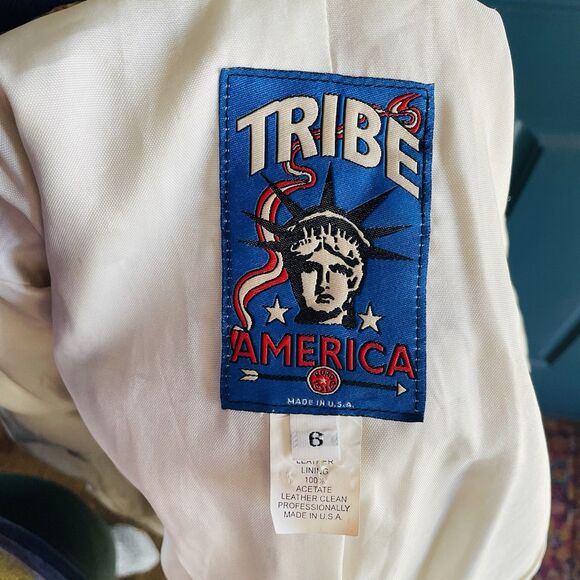 TRIBE
AMERICA
MADE IN U.S.A.
6
LEATHER
LINING
100%
ACETATE
LEATHER CLEAN
PROFESSIONALLY
MADE IN U.S.A.